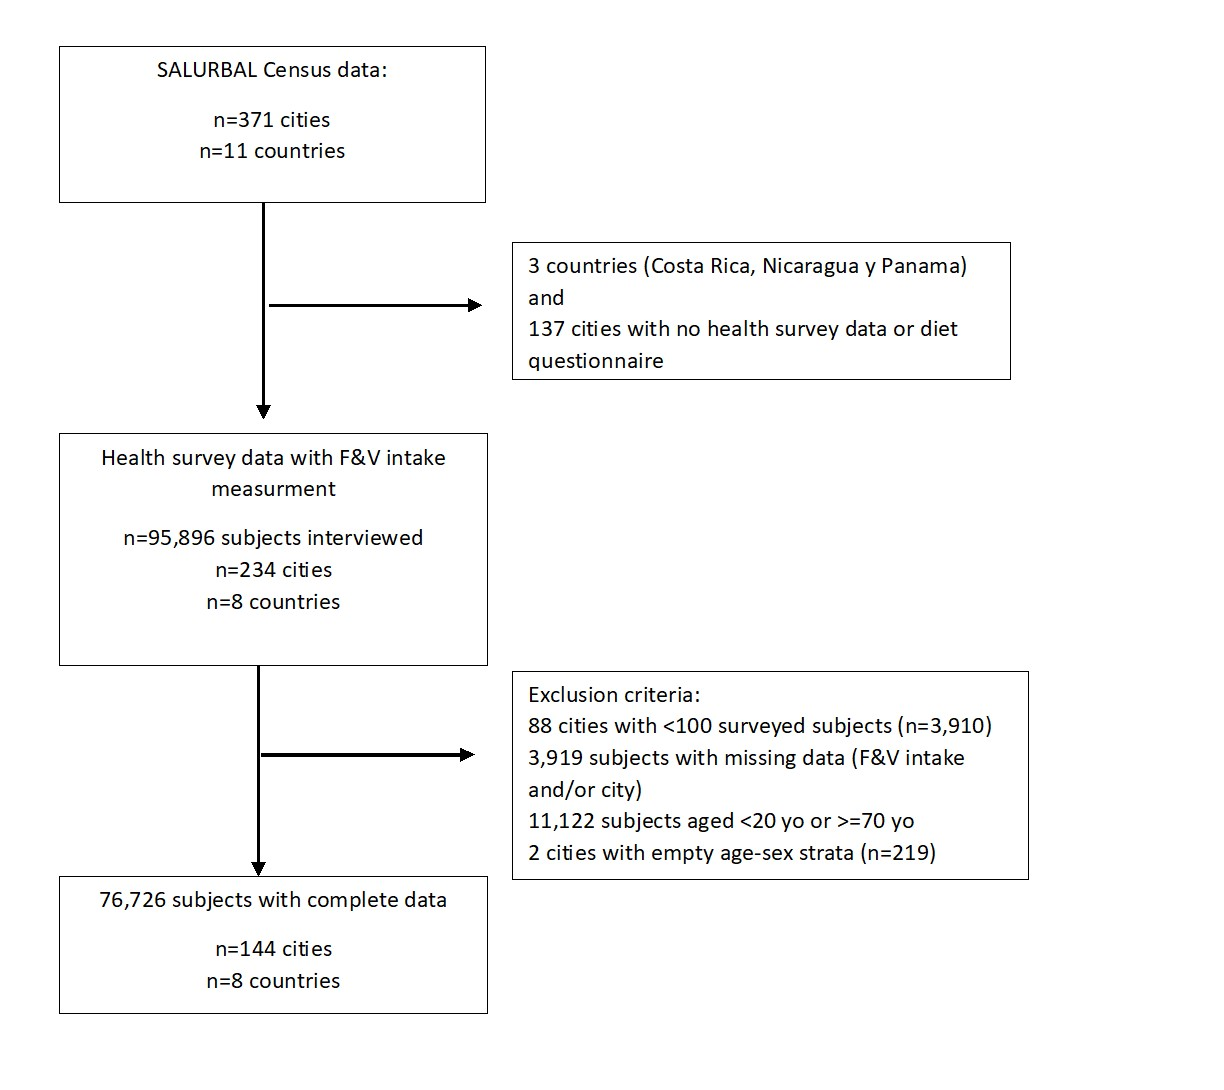 SALURBAL Census data:
n=371 cities
n=11 countries
3 countries (Costa Rica, Nicaragua y Panama)
and
137 cities with no health survey data or diet
questionnaire
Health survey data with F&V intake
measurment
n=95,896 subjects interviewed
n=234 cities
n=8 countries
Exclusion criteria:
88 cities with <100 surveyed subjects (n=3,910)
3,919 subjects with missing data (F&V intake
and/or city)
11,122 subjects aged <20 yo or >=70 yo
2 cities with empty age-sex strata (n=219)
76,726 subjects with complete data
n=144 cities
n=8 countries